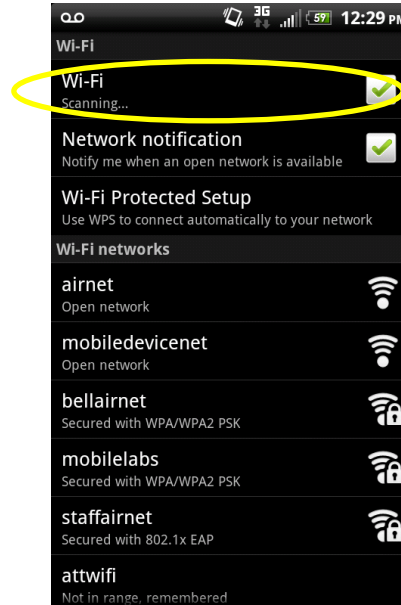 3G
59 12:29 PM
Wi-Fi
Wi-Fi
Scanning...
Network notification
Notify me when an open network is available
Wi-Fi Protected Setup
Use WPS to connect automatically to your network
Wi-Fi networks
airnet
Open network
mobiledevicenet
Open network
bellairnet
Secured with WPA/WPA2 PSK
mobilelabs
Secured with WPA/WPA2 PSK
staffairnet
Secured with 802.1x EAP
attwifi
Not in range, remembered